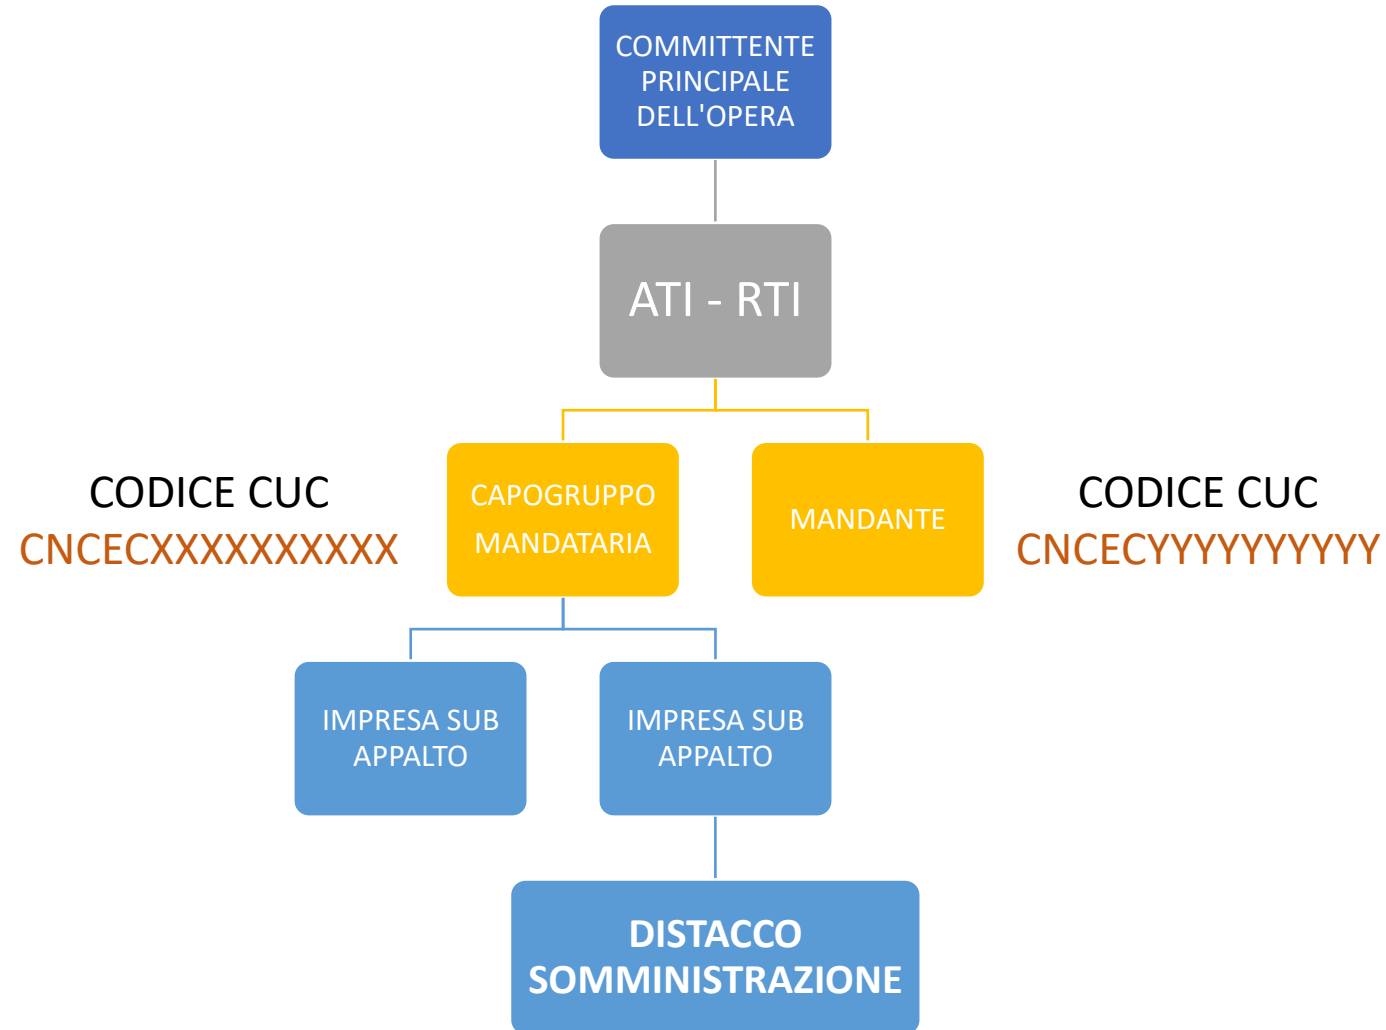 COMMITTENTE
PRINCIPALE
DELL'OPERA
ATI - RTI
CODICE CUC
CNCECXXXXXXXXXX
CAPOGRUPPO
MANDATARIA
MANDANTE
CODICE CUC
CNCECYYYYYYYYYY
IMPRESA SUB
APPALTO
IMPRESA SUB
APPALTO
DISTACCO
SOMMINISTRAZIONE